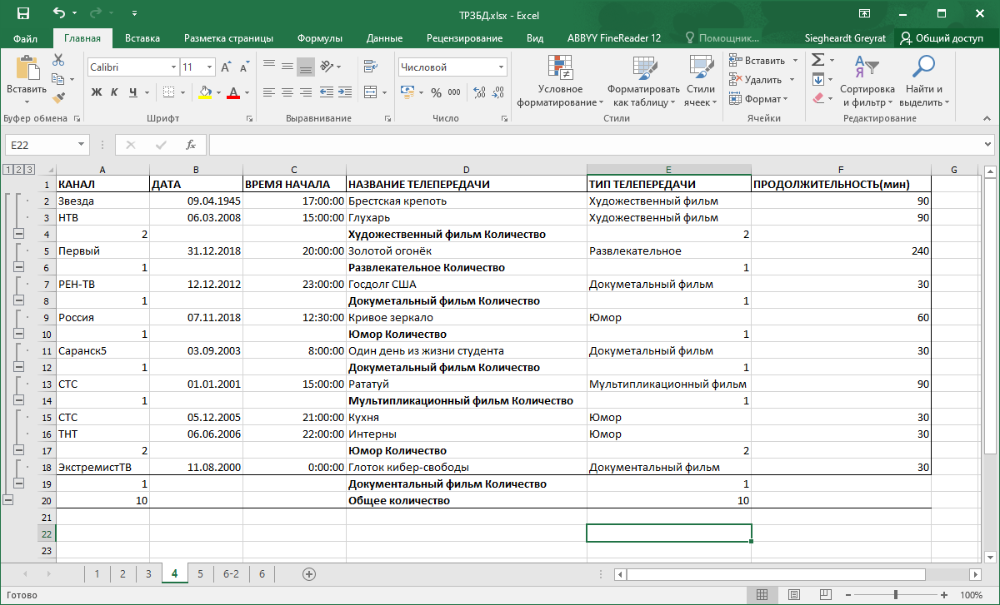 ТРЗБД.xlsx - Excel
Файл Главная Вставка Разметка страницы Формулы Данные Рецензирование Вид ABBYY FineReader 12 Помощник... Siegheardt Greyrat Общий доступ
Вставить
Calibri 11
Ж К Ч А
Числовой
% 000
Условное форматирование
Форматировать как таблицу
Стили ячеек
Вставить
Удалить
Формат
Сортировка и фильтр
Найти и выделить
Буфер обмена Шрифт Выравнивание Число Стили Ячейки Редактирование
E22 fx
1 2 3 A B C D E F G
1 КАНАЛ ДАТА ВРЕМЯ НАЧАЛА НАЗВАНИЕ ТЕЛЕПЕРЕДАЧИ ТИП ТЕЛЕПЕРЕДАЧИ ПРОДОЛЖИТЕЛЬНОСТЬ(мин)
2 Звезда 09.04.1945 17:00:00 Брестская крепоть Художественный фильм 90
3 НТВ 06.03.2008 15:00:00 Глухарь Художественный фильм 90
4 2 Художественный фильм Количество 2
5 Первый 31.12.2018 20:00:00 Золотой огонёк Развлекательное 240
6 1 Развлекательное Количество 1
7 РЕН-ТВ 12.12.2012 23:00:00 Госдолг США Докуметальный фильм 30
8 1 Докуметальный фильм Количество 1
9 Россия 07.11.2018 12:30:00 Кривое зеркало Юмор 60
10 1 Юмор Количество 1
11 Саранск5 03.09.2003 8:00:00 Один день из жизни студента Докуметальный фильм 30
12 1 Докуметальный фильм Количество 1
13 СТС 01.01.2001 15:00:00 Рататуй Мультипликационный фильм 90
14 1 Мультипликационный фильм Количество 1
15 СТС 05.12.2005 21:00:00 Кухня Юмор 30
16 ТНТ 06.06.2006 22:00:00 Интерны Юмор 30
17 2 Юмор Количество 2
18 ЭкстремистТВ 11.08.2000 0:00:00 Глоток кибер-свободы Документальный фильм 30
19 1 Документальный фильм Количество 1
20 10 Общее количество 10
21
22
23
1 2 3 4 5 6-2 6
Готово 100%